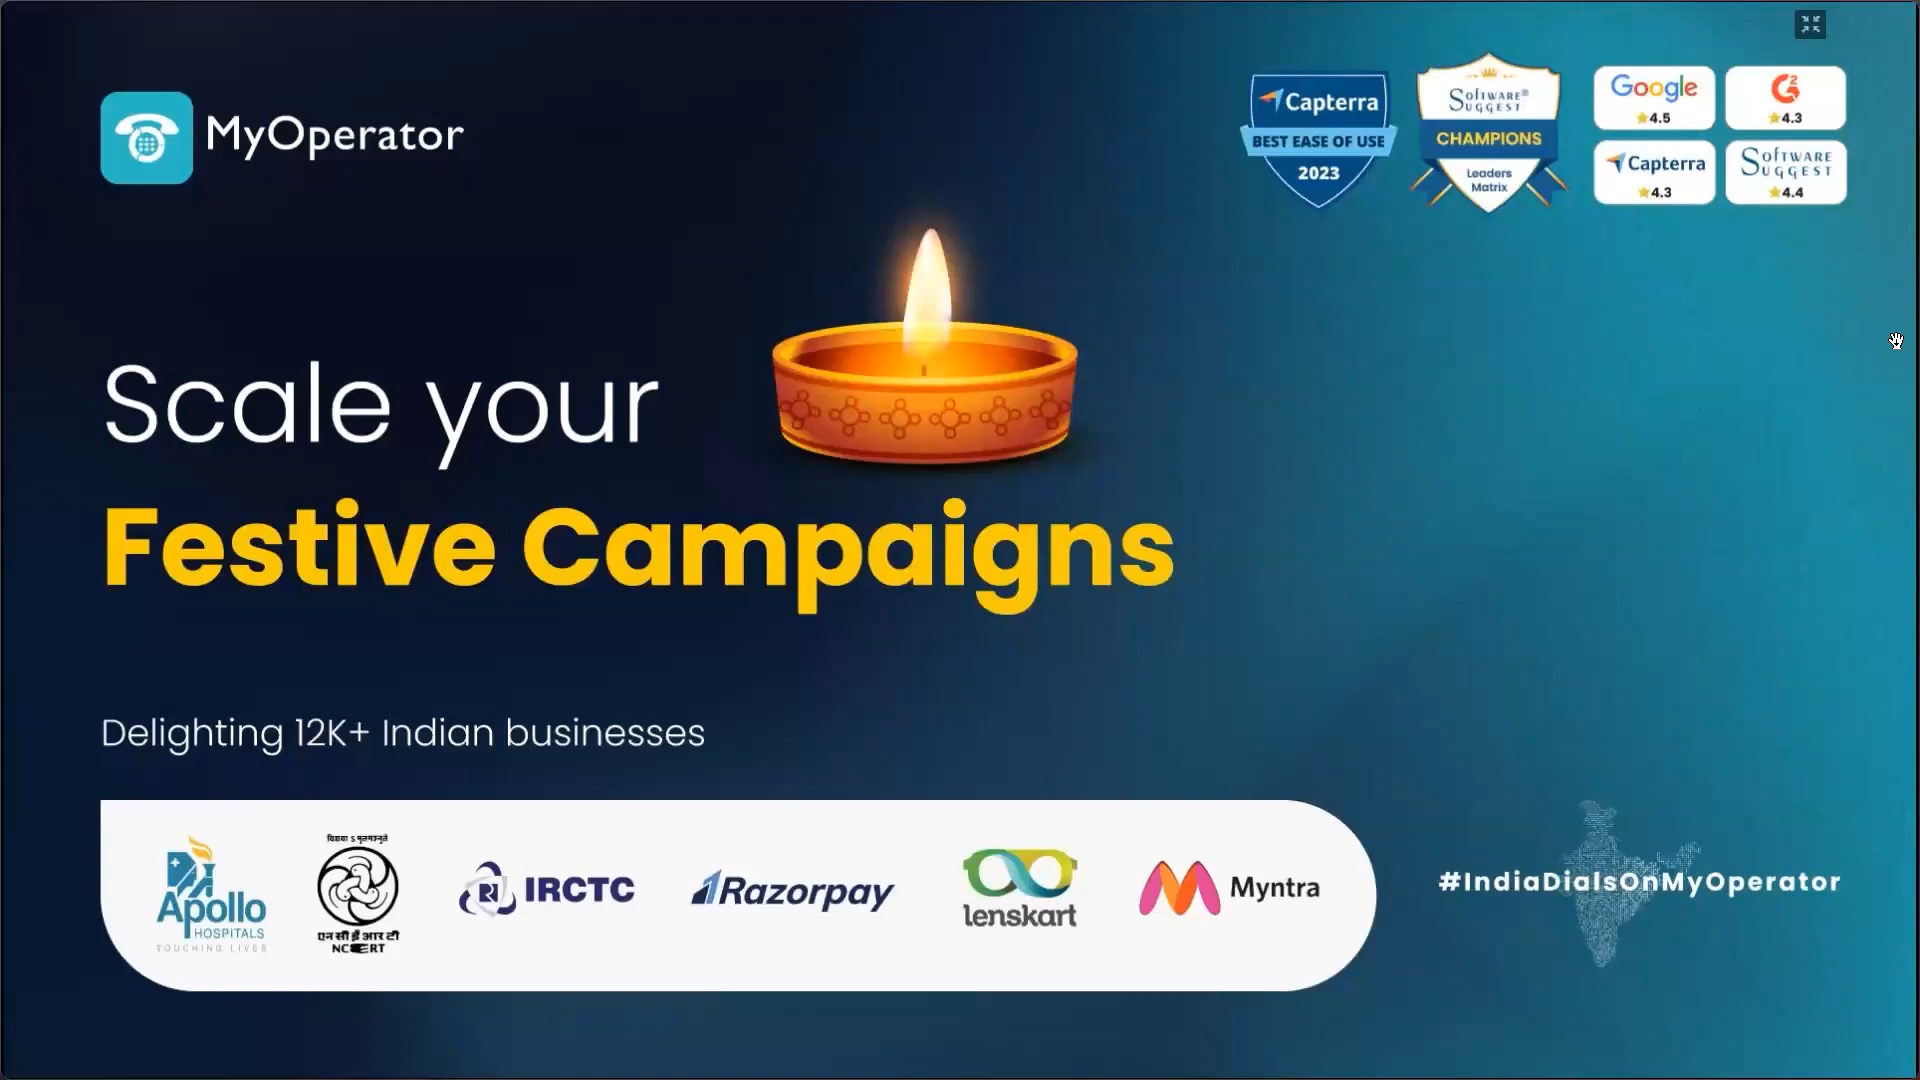 MyOperator
Capterra
BEST EASE OF USE
2023
Software® Suggest
CHAMPIONS
Leaders
Matrix
Google
4.5
G2
4.3
Capterra
4.3
Software Suggest
4.4
Scale your
Festive Campaigns
Delighting 12K+ Indian businesses
Apollo
HOSPITALS
TOUCHING LIVES
एन सी ई आर टी
NCERT
IRCTC
Razorpay
lenskart
Myntra
#IndiaDialsOnMyOperator